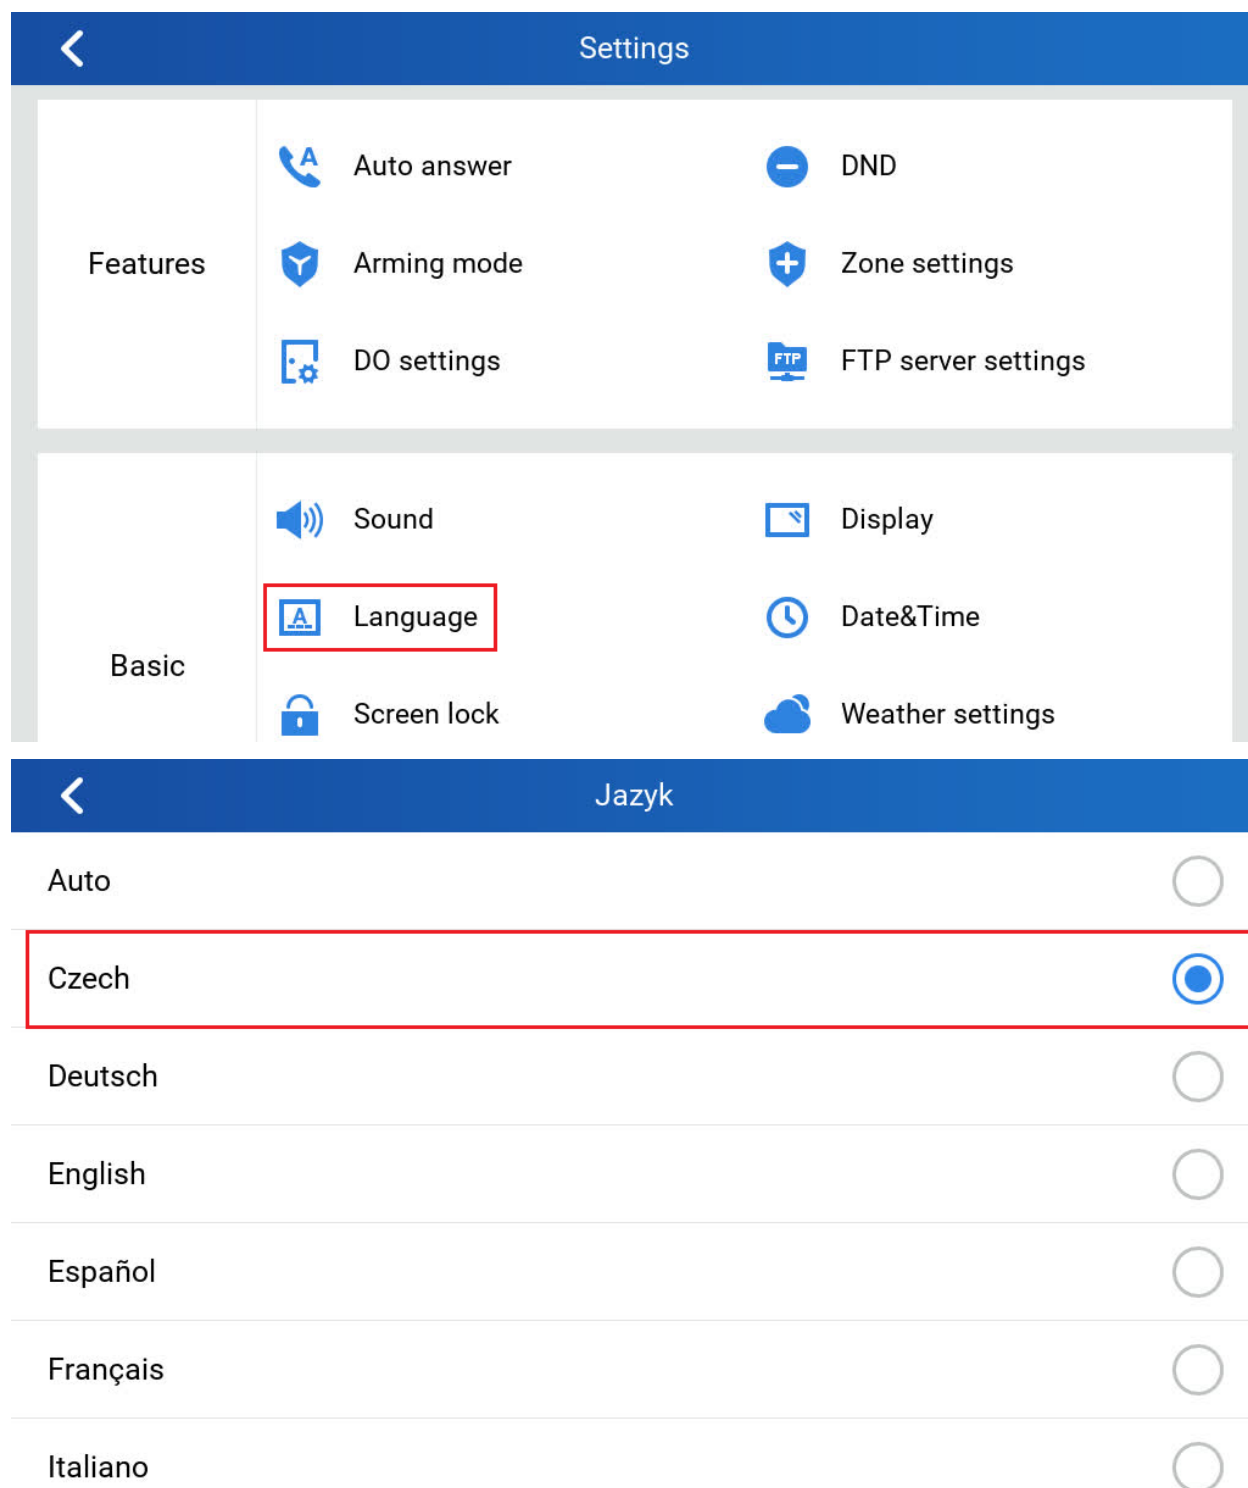 Settings
Features
Auto answer
DND
Arming mode
Zone settings
DO settings
FTP
FTP server settings
Basic
Sound
Display
A
Language
Date&Time
Screen lock
Weather settings
Jazyk
Auto
Czech
Deutsch
English
Español
Français
Italiano